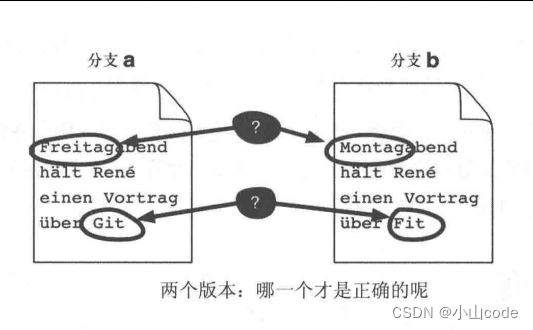 分支a
分支b
?
Freitagabend
hält René
einen Vortrag
über Git
Montagabend
hält René
einen Vortrag
über Fit
?
两个版本：哪一个才是正确的呢
CSDN @小山code